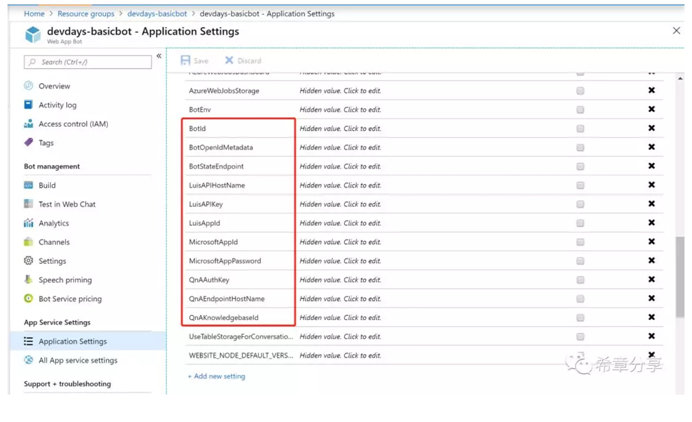 Home > Resource groups > devdays-basicbot > devdays-basicbot - Application Settings
devdays-basicbot - Application Settings
Web App Bot
Search (Ctrl+/)
Overview
Activity log
Access control (IAM)
Tags
Bot management
Build
Test in Web Chat
Analytics
Channels
Settings
Speech priming
Bot Service pricing
App Service Settings
Application Settings
All App service settings
Support + troubleshooting
Save Discard
AzureWebJobsDashboard Hidden value. Click to edit.
AzureWebJobsStorage Hidden value. Click to edit.
BotEnv Hidden value. Click to edit.
BotId Hidden value. Click to edit.
BotOpenIdMetadata Hidden value. Click to edit.
BotStateEndpoint Hidden value. Click to edit.
LuisAPIHostName Hidden value. Click to edit.
LuisAPIKey Hidden value. Click to edit.
LuisAppId Hidden value. Click to edit.
MicrosoftAppId Hidden value. Click to edit.
MicrosoftAppPassword Hidden value. Click to edit.
QnAAuthKey Hidden value. Click to edit.
QnAEndpointHostName Hidden value. Click to edit.
QnAKnowledgebaseId Hidden value. Click to edit.
UseTableStorageForConversatio... Hidden value. Click to edit.
WEBSITE_NODE_DEFAULT_VERS... Hidden value. Click to edit.
+ Add new setting
希章分享